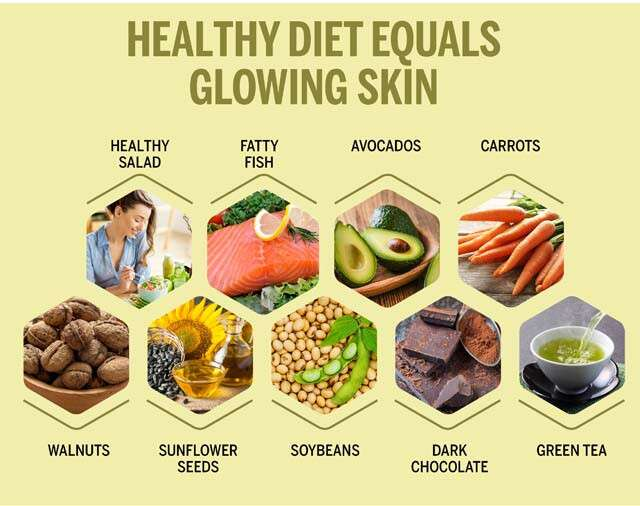 HEALTHY DIET EQUALS
GLOWING SKIN
HEALTHY
SALAD
FATTY
FISH
AVOCADOS
CARROTS
WALNUTS
SUNFLOWER
SEEDS
SOYBEANS
DARK
CHOCOLATE
GREEN TEA